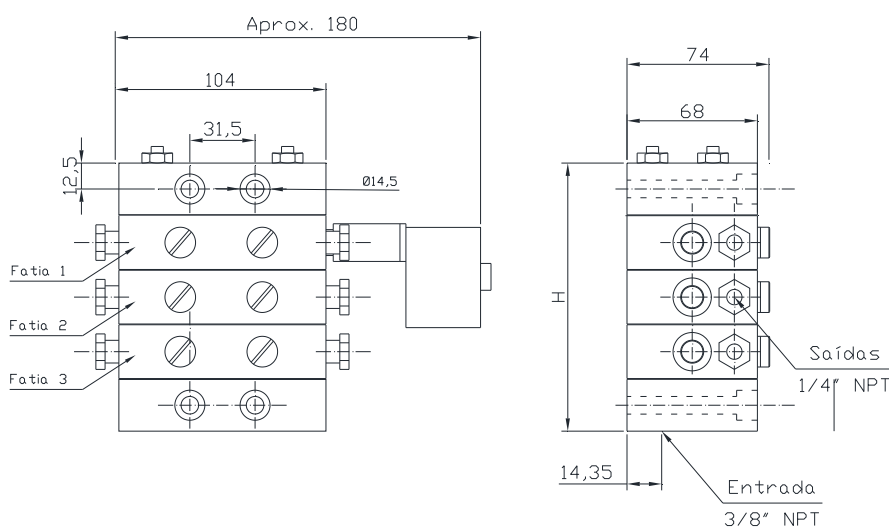 Aprox. 180
104
31,5
12,5
Ø14,5
Fatia 1
Fatia 2
Fatia 3
74
68
H
Saídas
1/4" NPT
14,35
Entrada
3/8" NPT